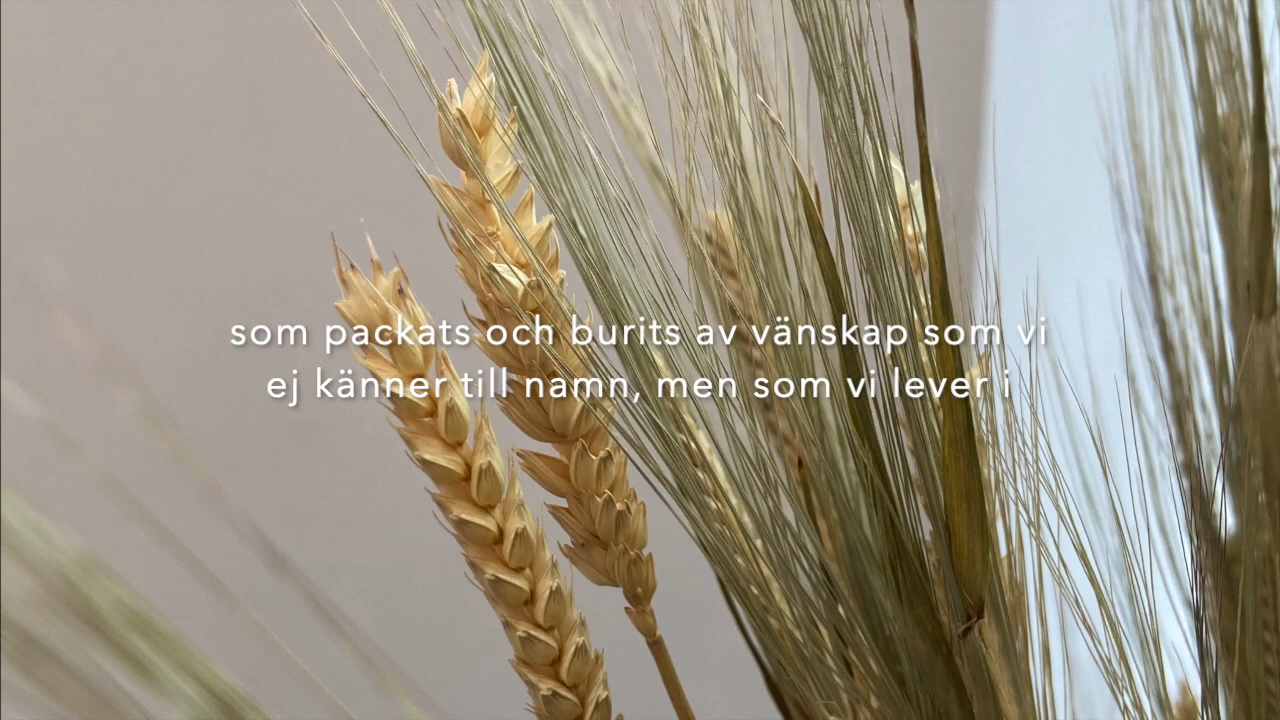 som packats och burits av vänskap som vi
ej känner till namn, men som vi lever i